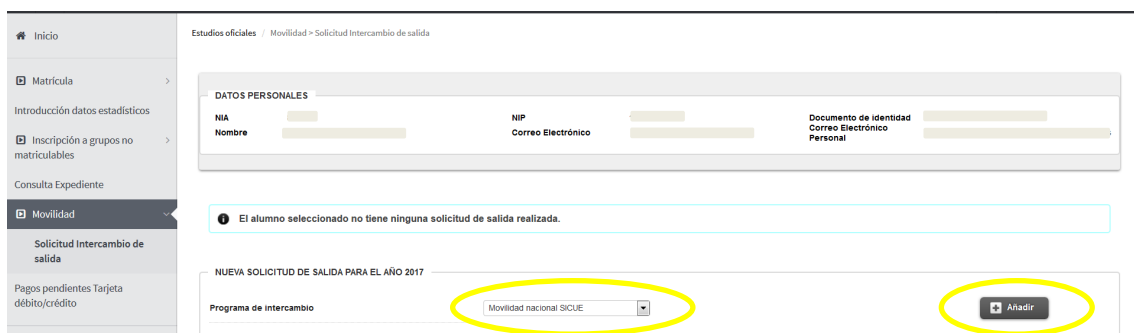 Inicio
Estudios oficiales / Movilidad > Solicitud Intercambio de salida
Matrícula
Introducción datos estadísticos
Inscripción a grupos no
matriculables
Consulta Expediente
Movilidad
Solicitud Intercambio de
salida
Pagos pendientes Tarjeta
débito/crédito
DATOS PERSONALES
NIA NIP Documento de identidad
Nombre Correo Electrónico Correo Electrónico
Personal
El alumno seleccionado no tiene ninguna solicitud de salida realizada.
NUEVA SOLICITUD DE SALIDA PARA EL AÑO 2017
Programa de intercambio Movilidad nacional SICUE Añadir